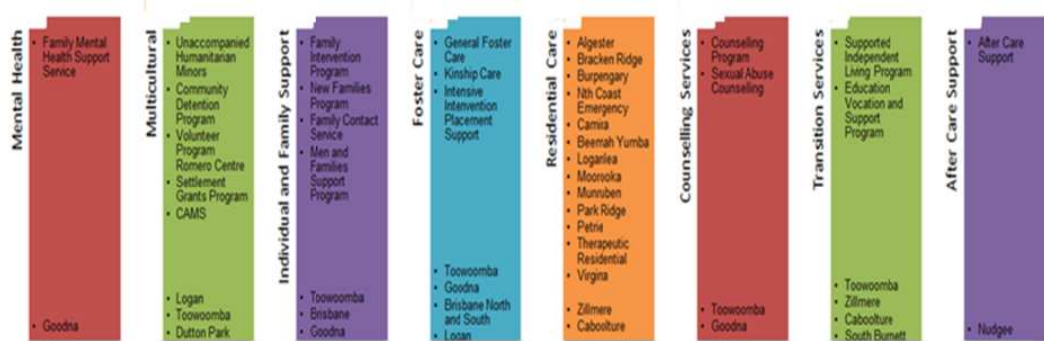 Mental Health
• Family Mental
Health Support
Service
• Goodna
Multicultural
• Unaccompanied
Humanitarian
Minors
• Community
Detention
Program
• Volunteer
Program
Romero Centre
• Settlement
Grants Program
• CAMS
• Logan
• Toowoomba
• Dutton Park
Individual and Family Support
• Family
Intervention
Program
• New Families
Program
• Family Contact
Service
• Men and
Families
Support
Program
• Toowoomba
• Brisbane
• Goodna
Foster Care
• General Foster
Care
• Kinship Care
• Intensive
Intervention
Placement
Support
• Toowoomba
• Goodna
• Brisbane North
and South
• Logan
Residential Care
• Algester
• Bracken Ridge
• Burpengary
• Nth Coast
Emergency
• Camira
• Beemah Yumba
• Loganlea
• Moorooka
• Munruben
• Park Ridge
• Petrie
• Therapeutic
Residential
• Virgina
• Zillmere
• Caboolture
Counselling Services
• Counseling
Program
• Sexual Abuse
Counseling
• Toowoomba
• Goodna
Transition Services
• Supported
Independent
Living Program
• Education
Vocation and
Support
Program
• Toowoomba
• Zillmere
• Caboolture
• South Burnett
After Care Support
• After Care
Support
• Nudgee